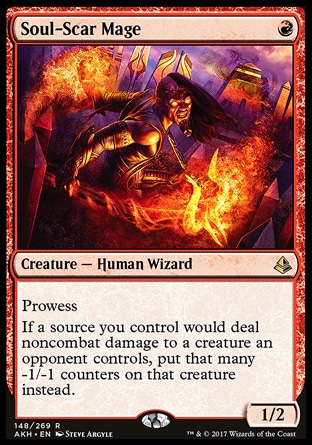 Soul-Scar Mage
Creature — Human Wizard
Prowess
If a source you control would deal
noncombat damage to a creature an
opponent controls, put that many
-1/-1 counters on that creature
instead.
1/2
148/269 R
AKH • EN STEVE ARGYLE
™ & © 2017 Wizards of the Coast